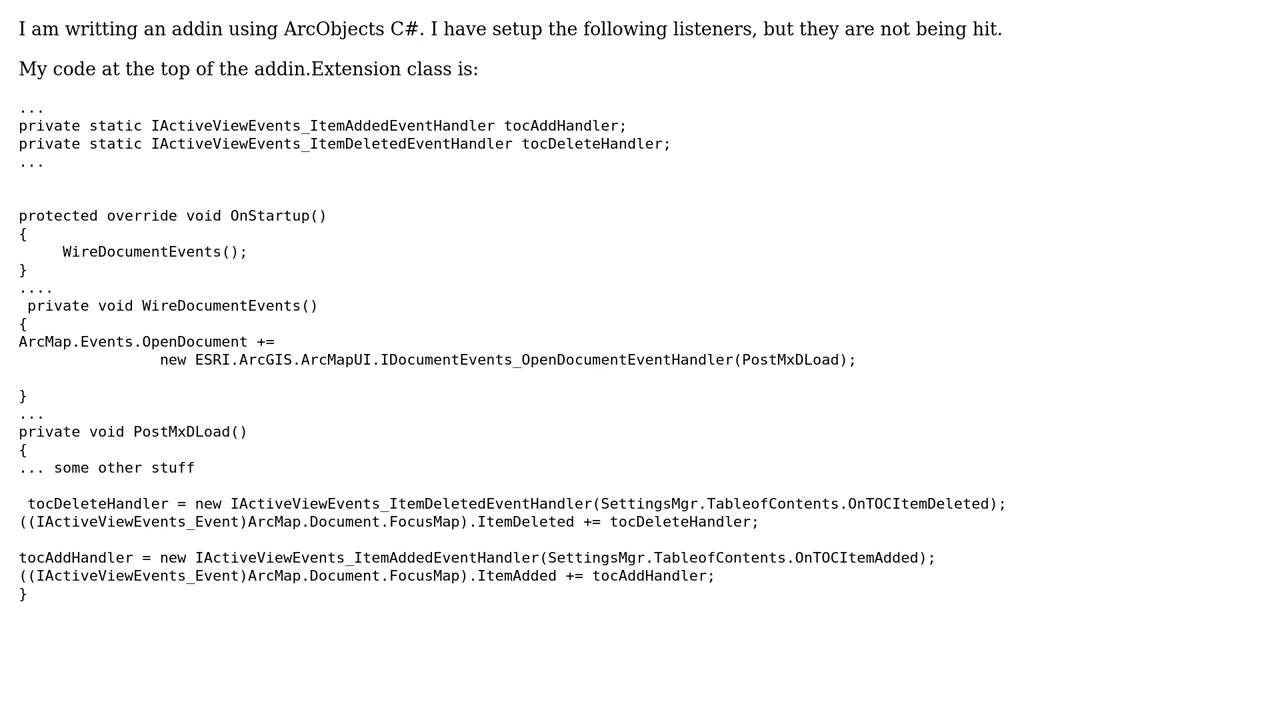 I am writting an addin using ArcObjects C#. I have setup the following listeners, but they are not being hit.
My code at the top of the addin.Extension class is:
...
private static IActiveViewEvents_ItemAddedEventHandler tocAddHandler;
private static IActiveViewEvents_ItemDeletedEventHandler tocDeleteHandler;
...
protected override void OnStartup()
{
     WireDocumentEvents();
}
....
 private void WireDocumentEvents()
{
ArcMap.Events.OpenDocument +=
                new ESRI.ArcGIS.ArcMapUI.IDocumentEvents_OpenDocumentEventHandler(PostMxDLoad);
}
...
private void PostMxDLoad()
{
... some other stuff
 tocDeleteHandler = new IActiveViewEvents_ItemDeletedEventHandler(SettingsMgr.TableofContents.OnTOCItemDeleted);
((IActiveViewEvents_Event)ArcMap.Document.FocusMap).ItemDeleted += tocDeleteHandler;
tocAddHandler = new IActiveViewEvents_ItemAddedEventHandler(SettingsMgr.TableofContents.OnTOCItemAdded);
((IActiveViewEvents_Event)ArcMap.Document.FocusMap).ItemAdded += tocAddHandler;
}